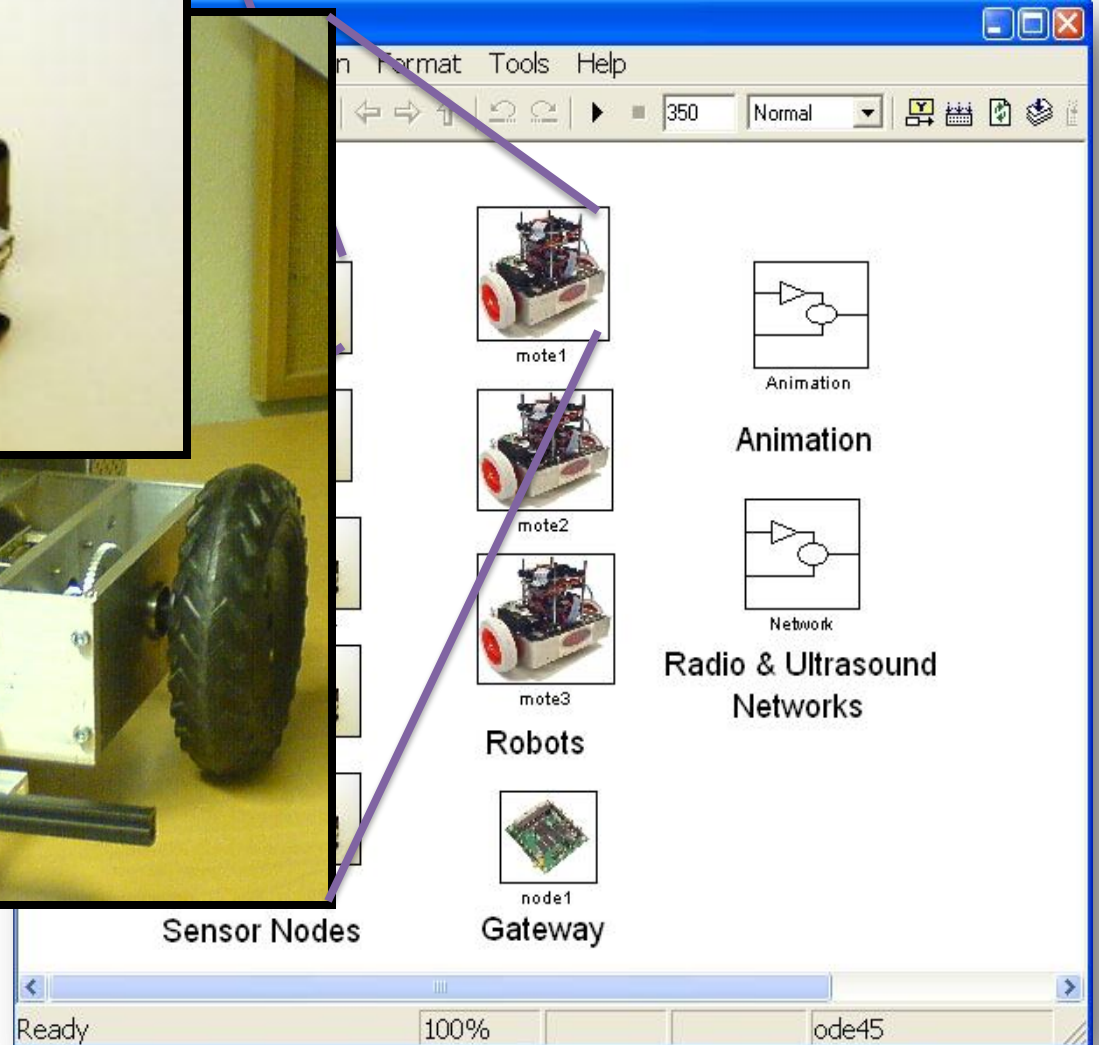 Format Tools Help
350 Normal
mote1
Animation
Animation
mote2
Network
Radio & Ultrasound
Networks
mote3
Robots
node1
Sensor Nodes
Gateway
Ready 100% ode45